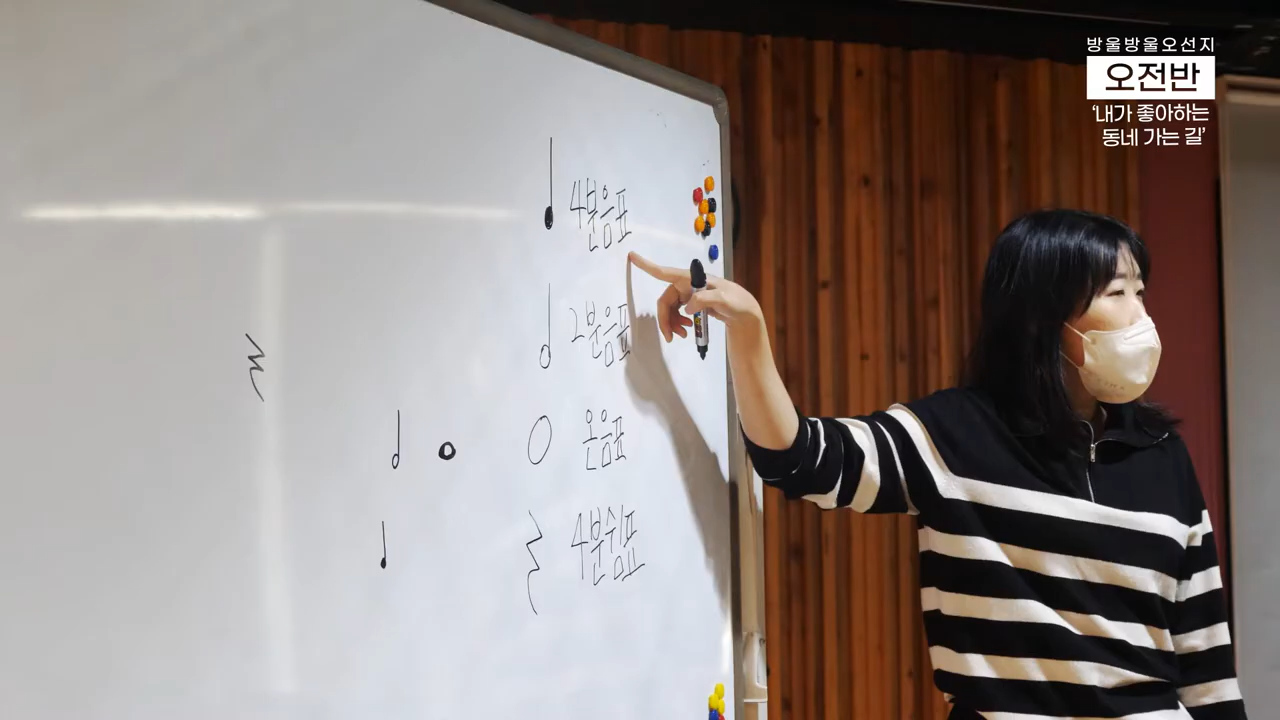 방울방울오선지
오전반
‘내가 좋아하는
동네 가는 길’
4분음표
2분음표
온음표
4분쉼표